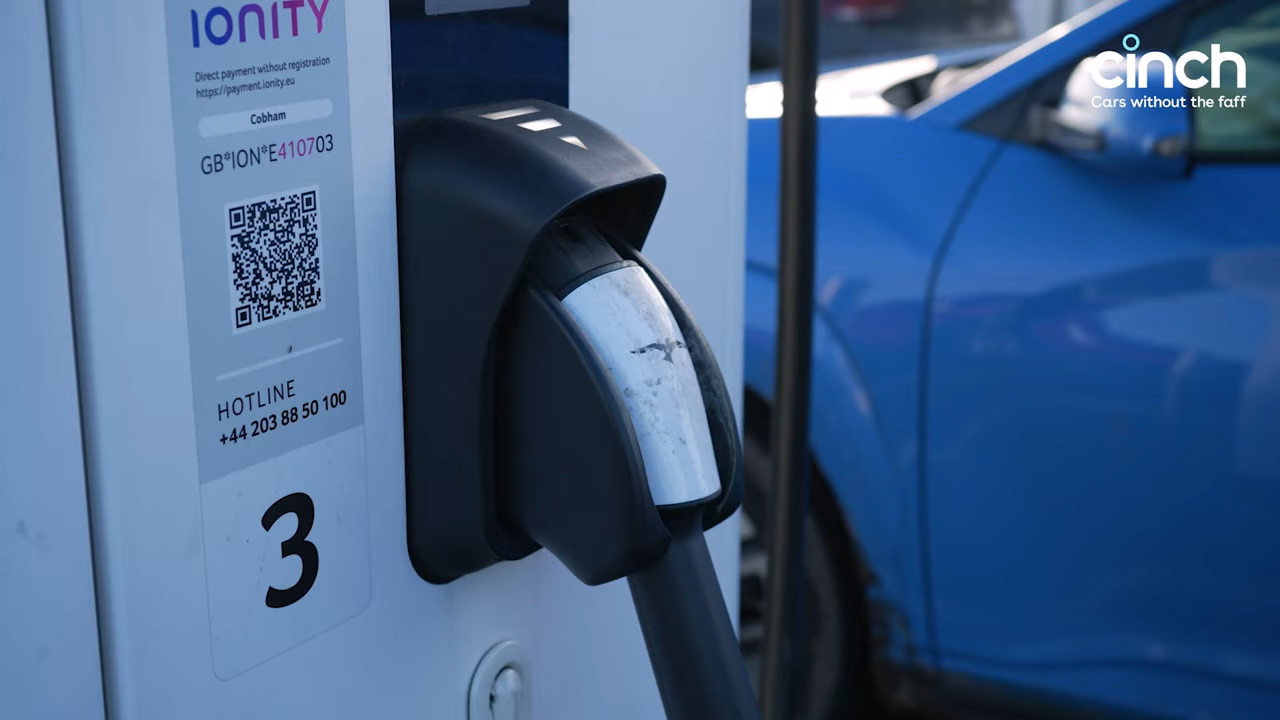 IONITY
Direct payment without registration
https://payment.ionity.eu
Cobham
GB*ION*E410703
HOTLINE
+44 203 88 50 100
3
cinch
Cars without the faff